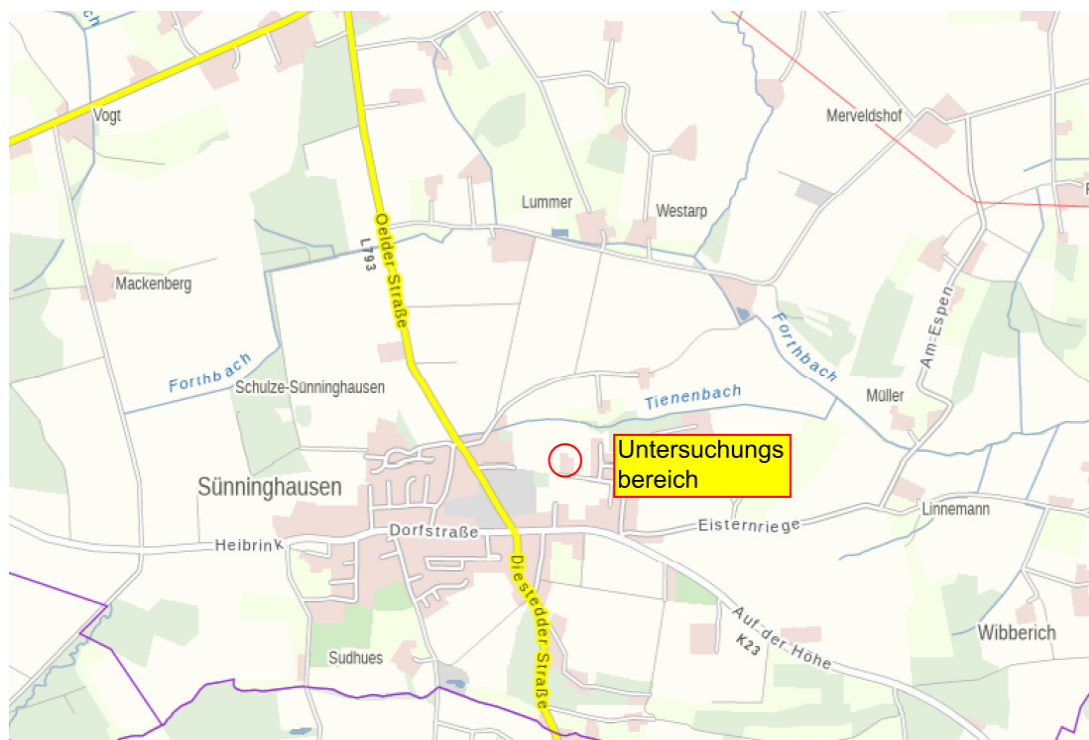 Vogt
Merveldshof
Lummer
Westarp
Oelder Straße
L793
Mackenberg
Am Espen
Forthbach
Forthbach
Schulze-Sünninghausen
Tienenbach
Müller
Untersuchungs
bereich
Sünninghausen
Linnemann
Eisternriege
Dorfstraße
Heibrink
Diestedder Straße
Auf der Höhe
K23
Wibberich
Sudhues